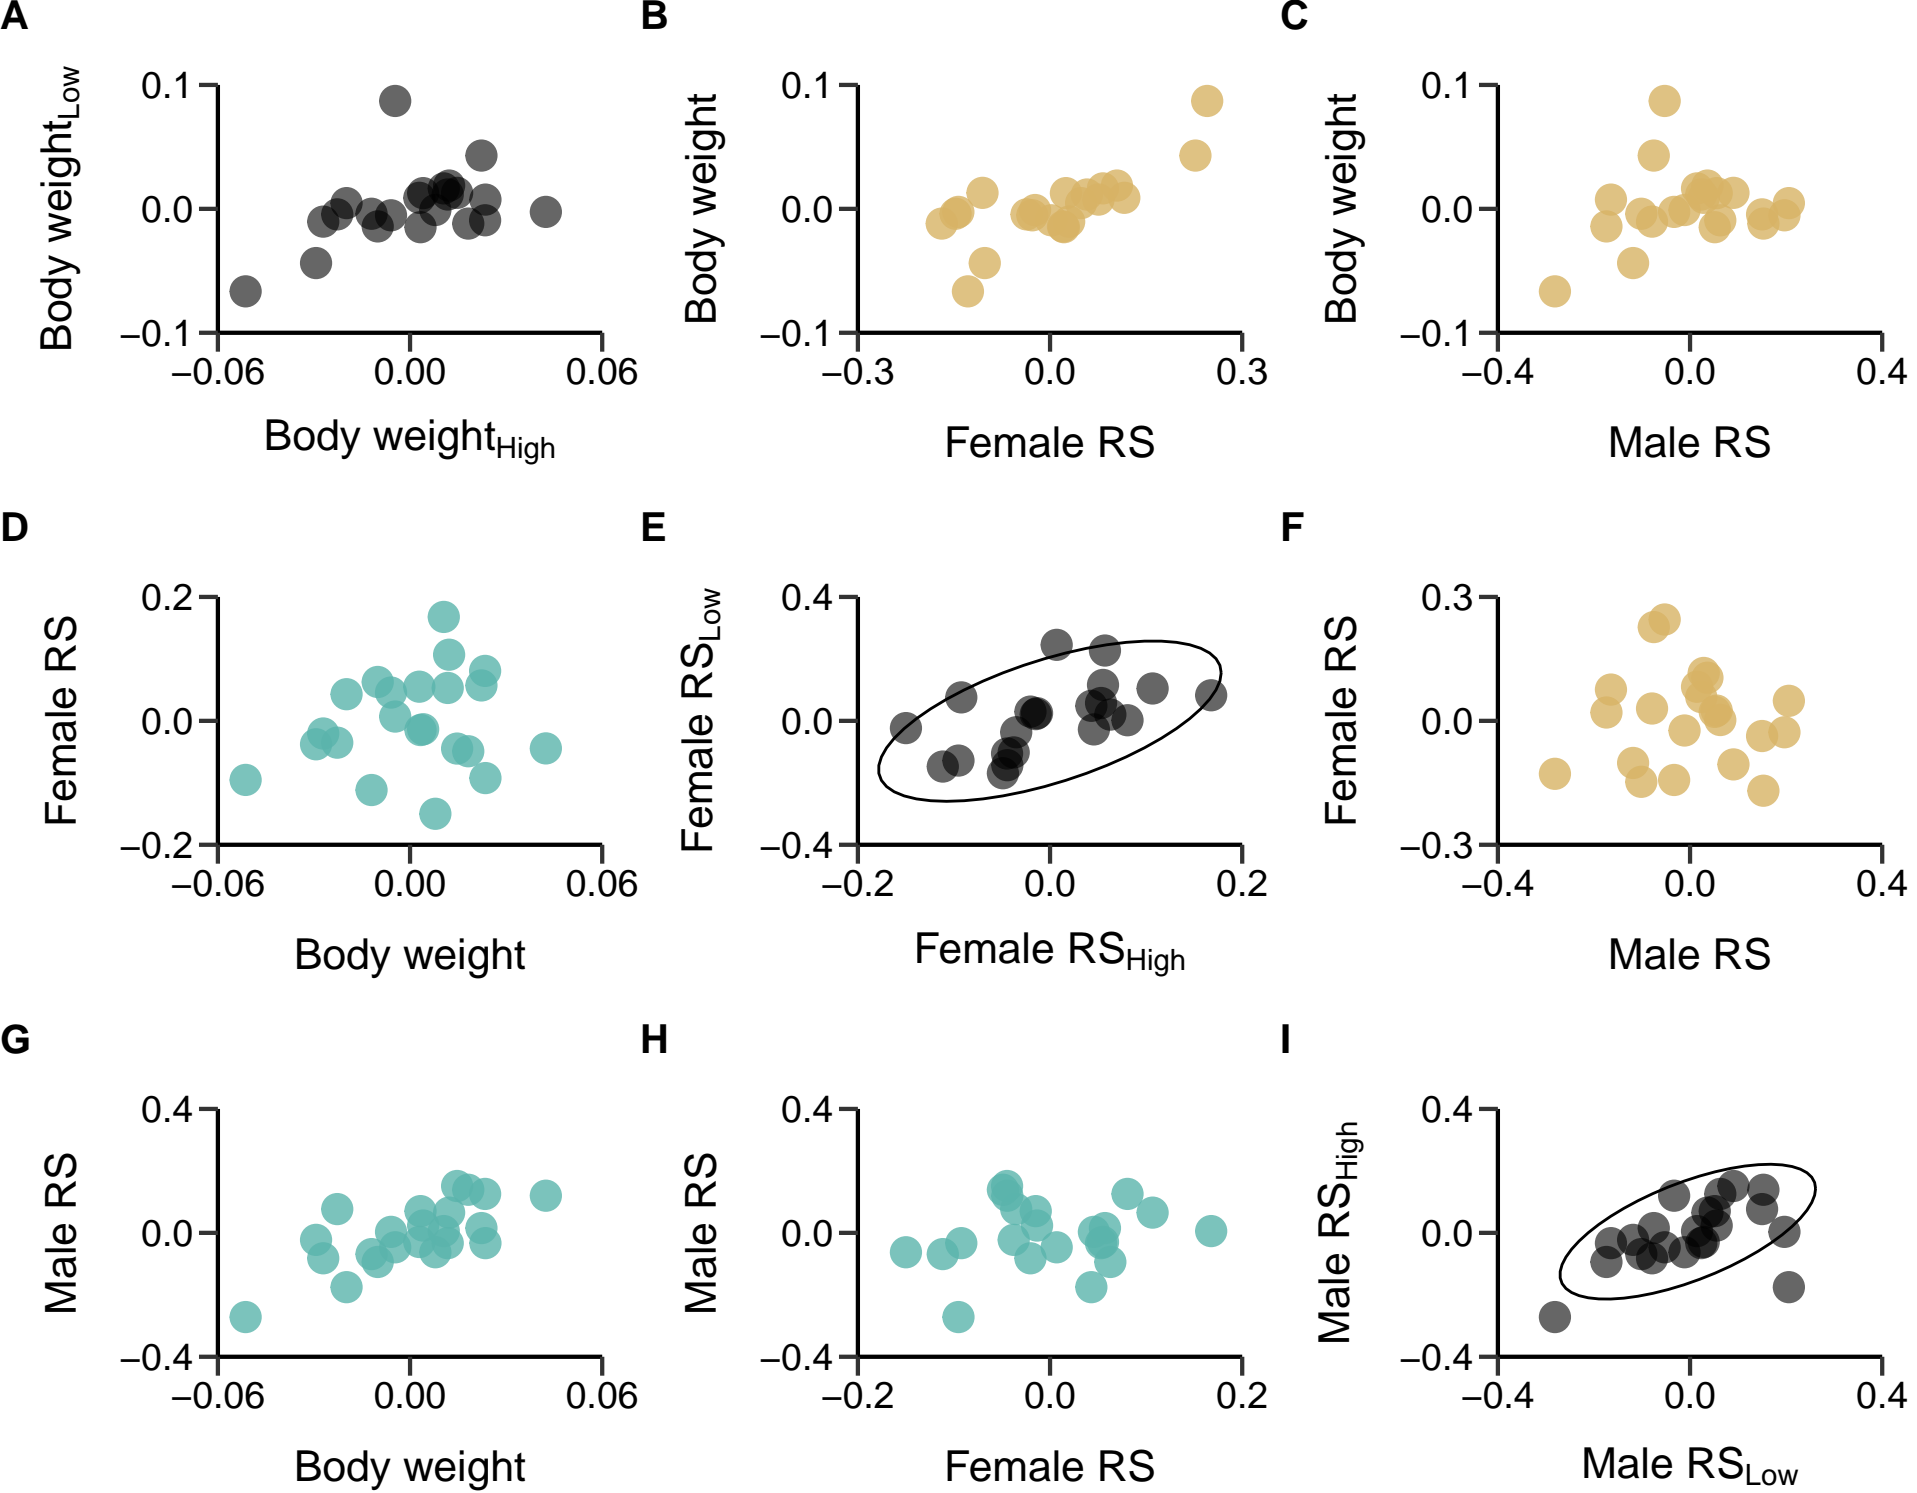 A
B
C
Body weightLow
0.1
0.0
−0.1
−0.06
0.00
0.06
Body weightHigh
Body weight
0.1
0.0
−0.1
−0.3
0.0
0.3
Female RS
Body weight
0.1
0.0
−0.1
−0.4
0.0
0.4
Male RS
D
E
F
Female RS
0.2
0.0
−0.2
−0.06
0.00
0.06
Body weight
Female RSLow
0.4
0.0
−0.4
−0.2
0.0
0.2
Female RSHigh
Female RS
0.3
0.0
−0.3
−0.4
0.0
0.4
Male RS
G
H
I
Male RS
0.4
0.0
−0.4
−0.06
0.00
0.06
Body weight
Male RS
0.4
0.0
−0.4
−0.2
0.0
0.2
Female RS
Male RSHigh
0.4
0.0
−0.4
−0.4
0.0
0.4
Male RSLow